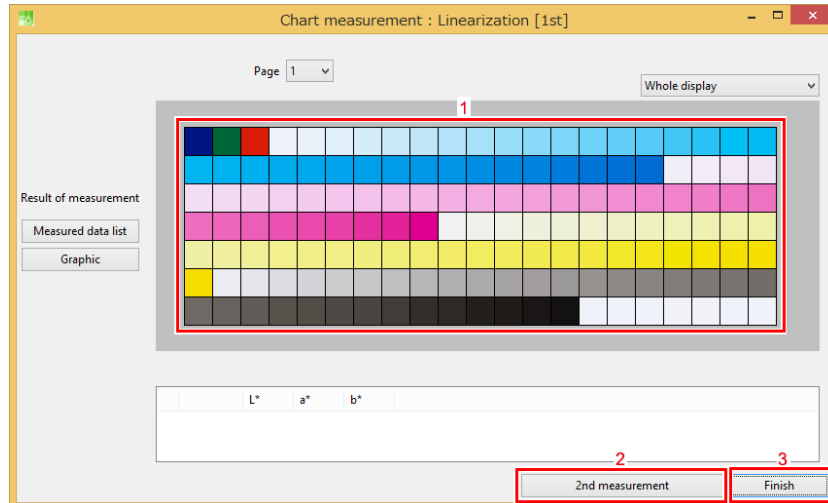 Chart measurement : Linearization [1st]
Page 1
Whole display
1
Result of measurement
Measured data list
Graphic
L* a* b*
2 3
2nd measurement Finish